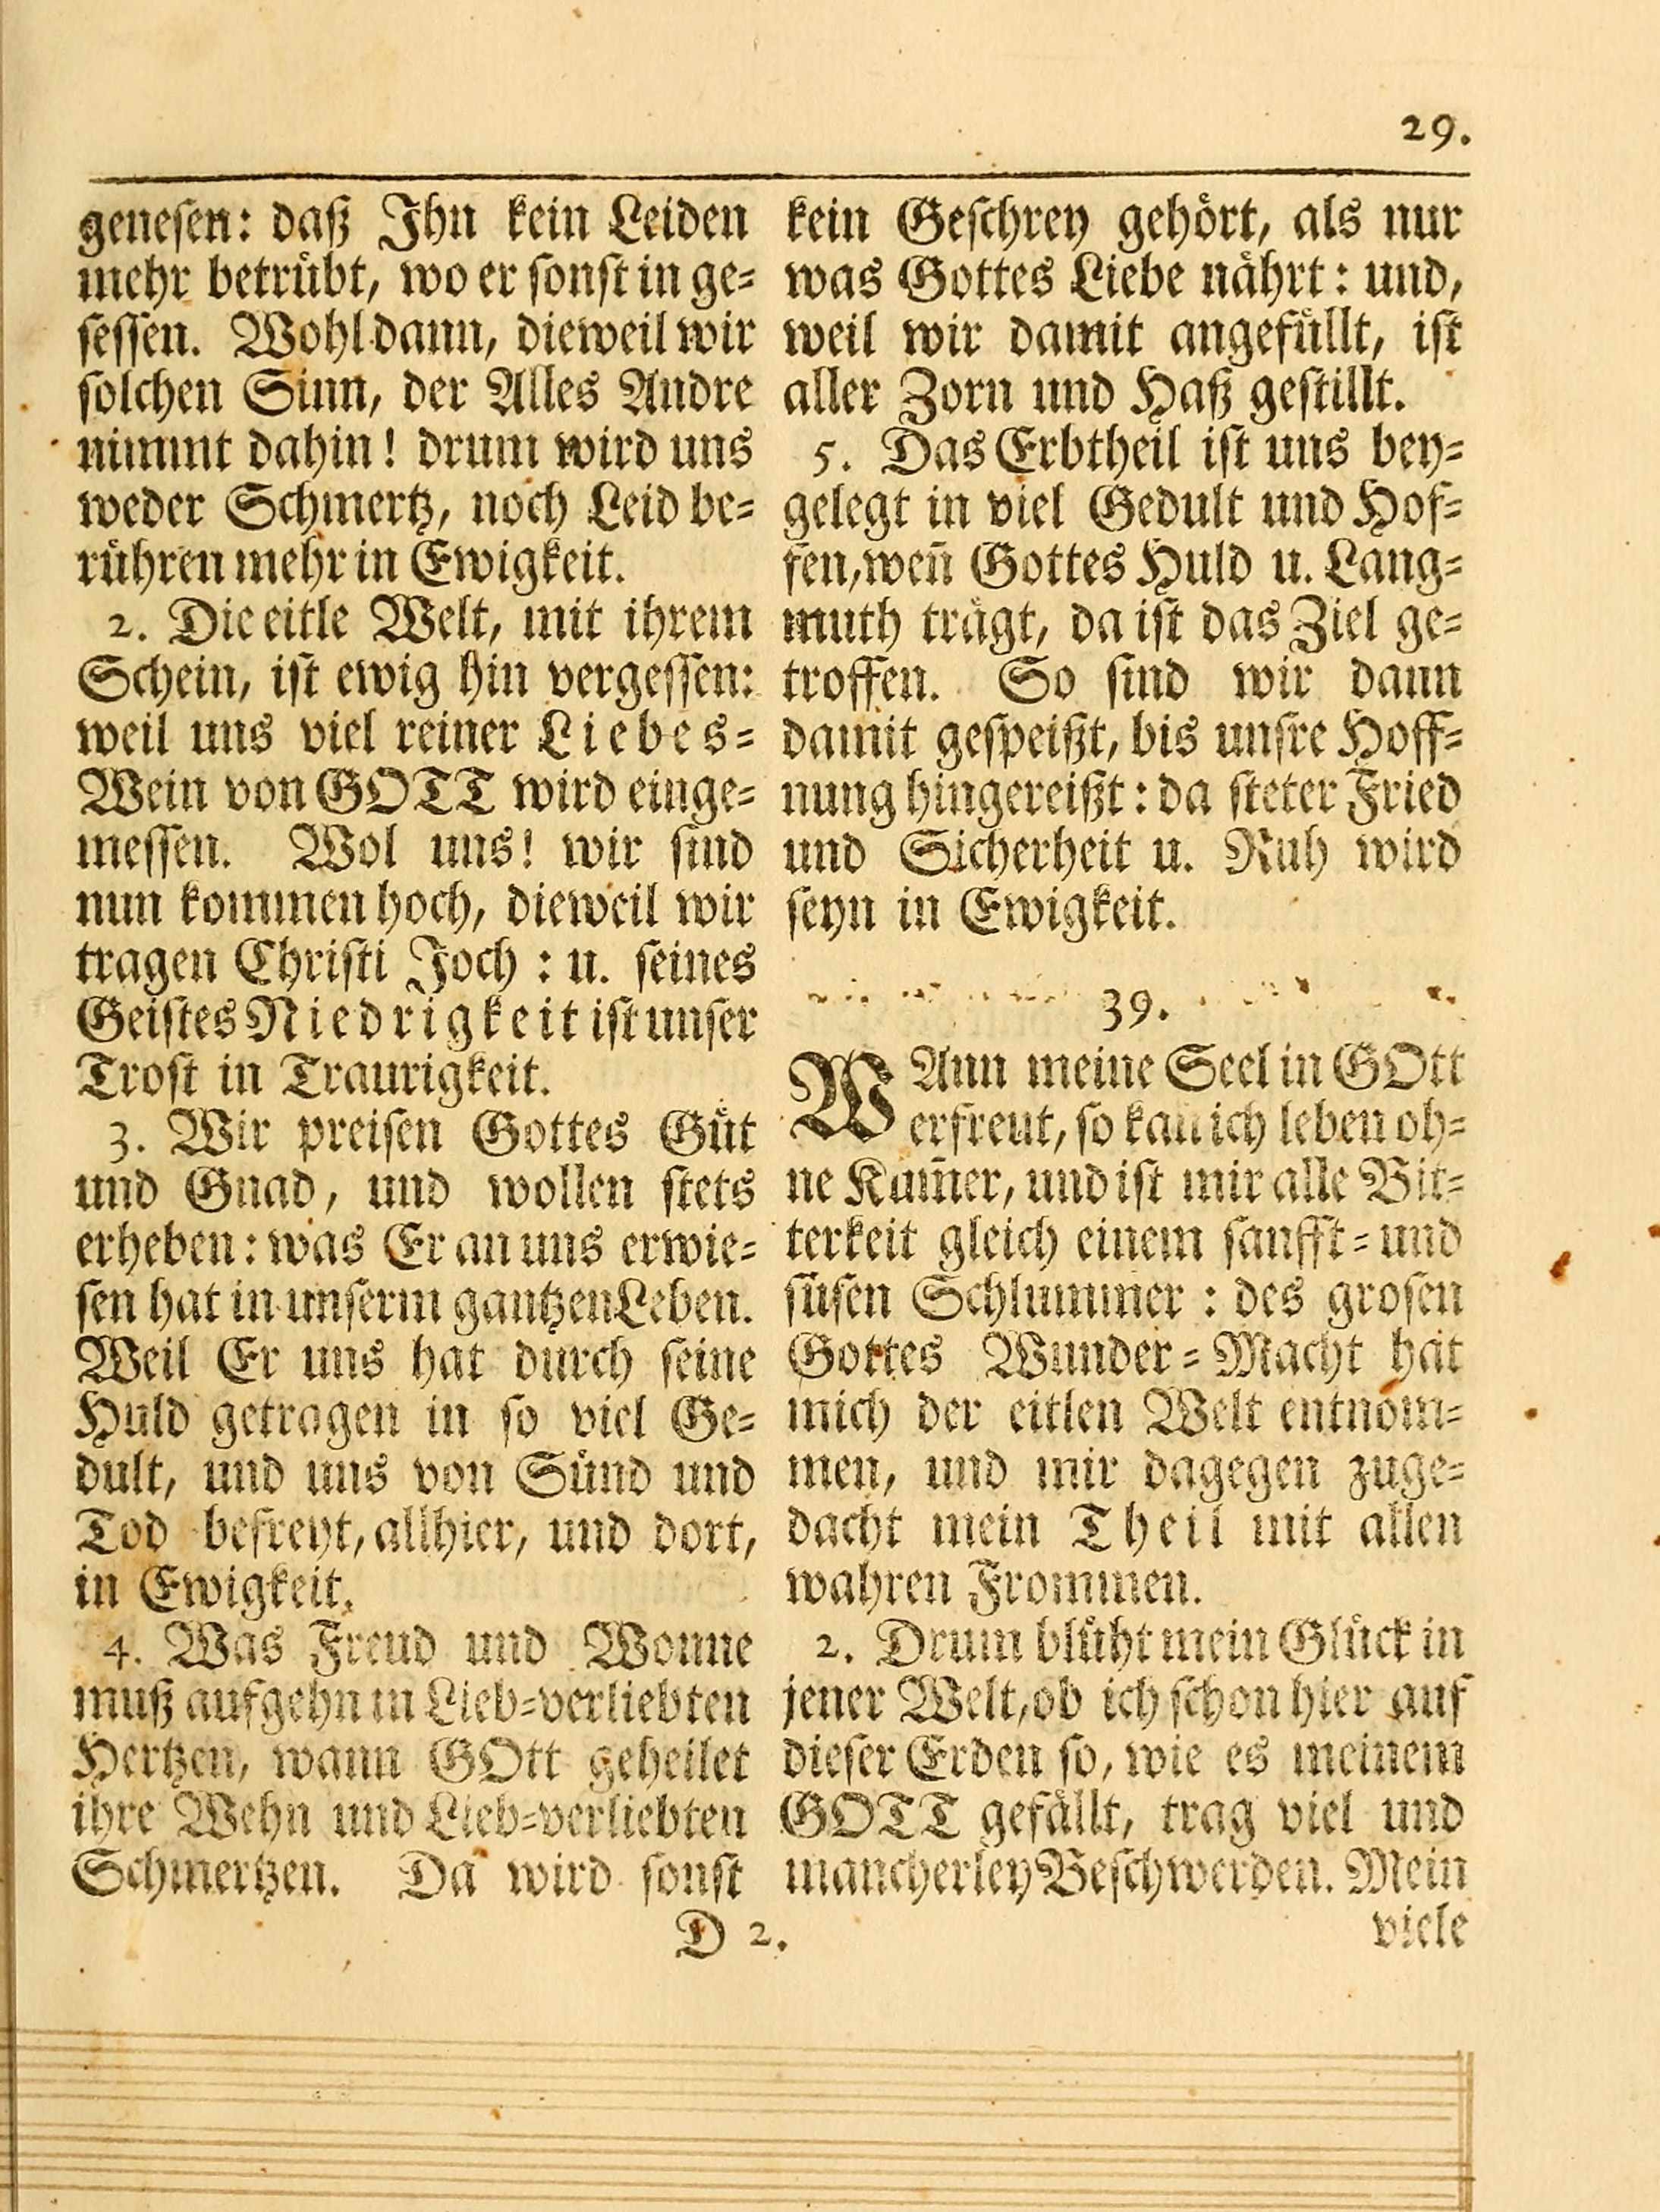 29.
genesen: daß Ihn kein Leiden
mehr betrübt, wo er sonst in ge=
sessen. Wohl dann, dieweil wir
solchen Sinn, der Alles Andre
nimmt dahin! drum wird uns
weder Schmertz, noch Leid be=
rühren mehr in Ewigkeit.
2. Die eitle Welt, mit ihrem
Schein, ist ewig hin vergessen:
weil uns viel reiner Liebes=
Wein von GOTT wird einge=
messen. Wol uns! wir sind
nun kommen hoch, dieweil wir
tragen Christi Joch : u. seines
Geistes Niedrigkeit ist unser
Trost in Traurigkeit.
3. Wir preisen Gottes Güt
und Gnad, und wollen stets
erheben: was Er an uns erwie=
sen hat in unserm gantzen Leben.
Weil Er uns hat durch seine
Huld getragen in so viel Ge=
dult, und uns von Sünd und
Tod befreyt, allhier, und dort,
in Ewigkeit.
4. Was Freud und Wonne
muß aufgehn in Lieb=verliebten
Hertzen, wann GOtt geheilet
ihre Wehn und Lieb=verliebten
Schmertzen. Da wird sonst
kein Geschrey gehört, als nur
was Gottes Liebe nährt: und,
weil wir damit angefüllt, ist
aller Zorn und Haß gestillt.
5. Das Erbtheil ist uns bey=
gelegt in viel Gedult und Hof=
fen, wen̄ Gottes Huld u. Lang=
muth trägt, da ist das Ziel ge=
troffen. So sind wir dann
damit gespeißt, bis unsre Hoff=
nung hingereißt: da steter Fried
und Sicherheit u. Ruh wird
seyn in Ewigkeit.
39.
WAnn meine Seel in GOtt
erfreut, so kan ich leben oh=
ne Kum̄er, und ist mir alle Bit=
terkeit gleich einem sanfft= und
süsen Schlummer : des grosen
Gottes Wunder=Macht hat
mich der eitlen Welt entnom=
men, und mir dagegen zuge=
dacht mein Theil mit allen
wahren Frommen.
2. Drum blüht mein Glück in
jener Welt, ob ich schon hier auf
dieser Erden so, wie es meinem
GOTT gefällt, trag viel und
mancherley Beschwerden. Mein
D 2.
viele